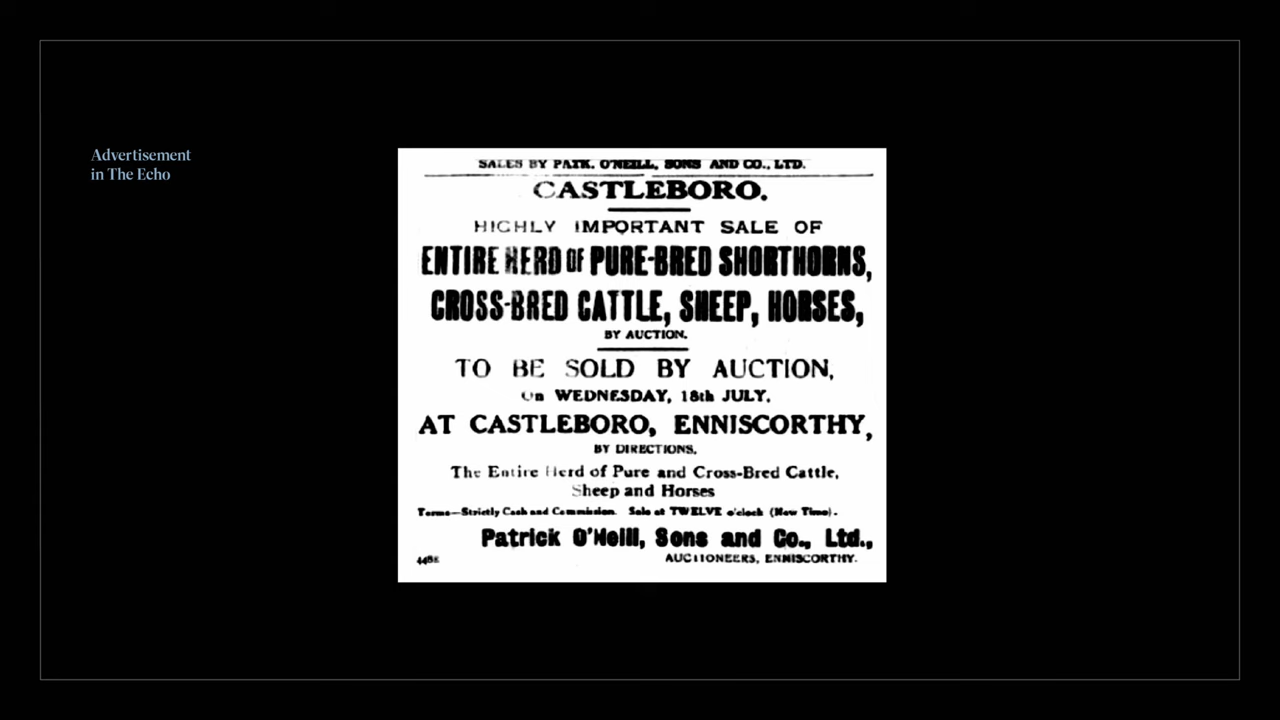 Advertisement
in The Echo
SALES BY PATK. O'NEILL, SONS AND CO., LTD.
CASTLEBORO.
HIGHLY IMPORTANT SALE OF
ENTIRE HERD OF PURE-BRED SHORTHORNS,
CROSS-BRED CATTLE, SHEEP, HORSES,
BY AUCTION.
TO BE SOLD BY AUCTION,
On WEDNESDAY, 18th JULY,
AT CASTLEBORO, ENNISCORTHY,
BY DIRECTIONS,
The Entire Herd of Pure and Cross-Bred Cattle,
Sheep and Horses
Terms—Strictly Cash and Commission. Sale at TWELVE o'clock (New Time).
Patrick O'Neill, Sons and Co., Ltd.,
AUCTIONEERS, ENNISCORTHY.